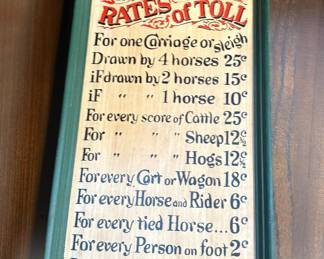 RATES of TOLL
For one Carriage or sleigh
Drawn by 4 horses 25¢
iF drawn by 2 horses 15¢
iF " " 1 horse 10¢
For every score of Cattle 25¢
For " " " Sheep 12½¢
For " " " Hogs 12½¢
For every Cart or Wagon 18¢
For every Horse and Rider 6¢
For every tied Horse...6¢
For every Person on foot 2¢